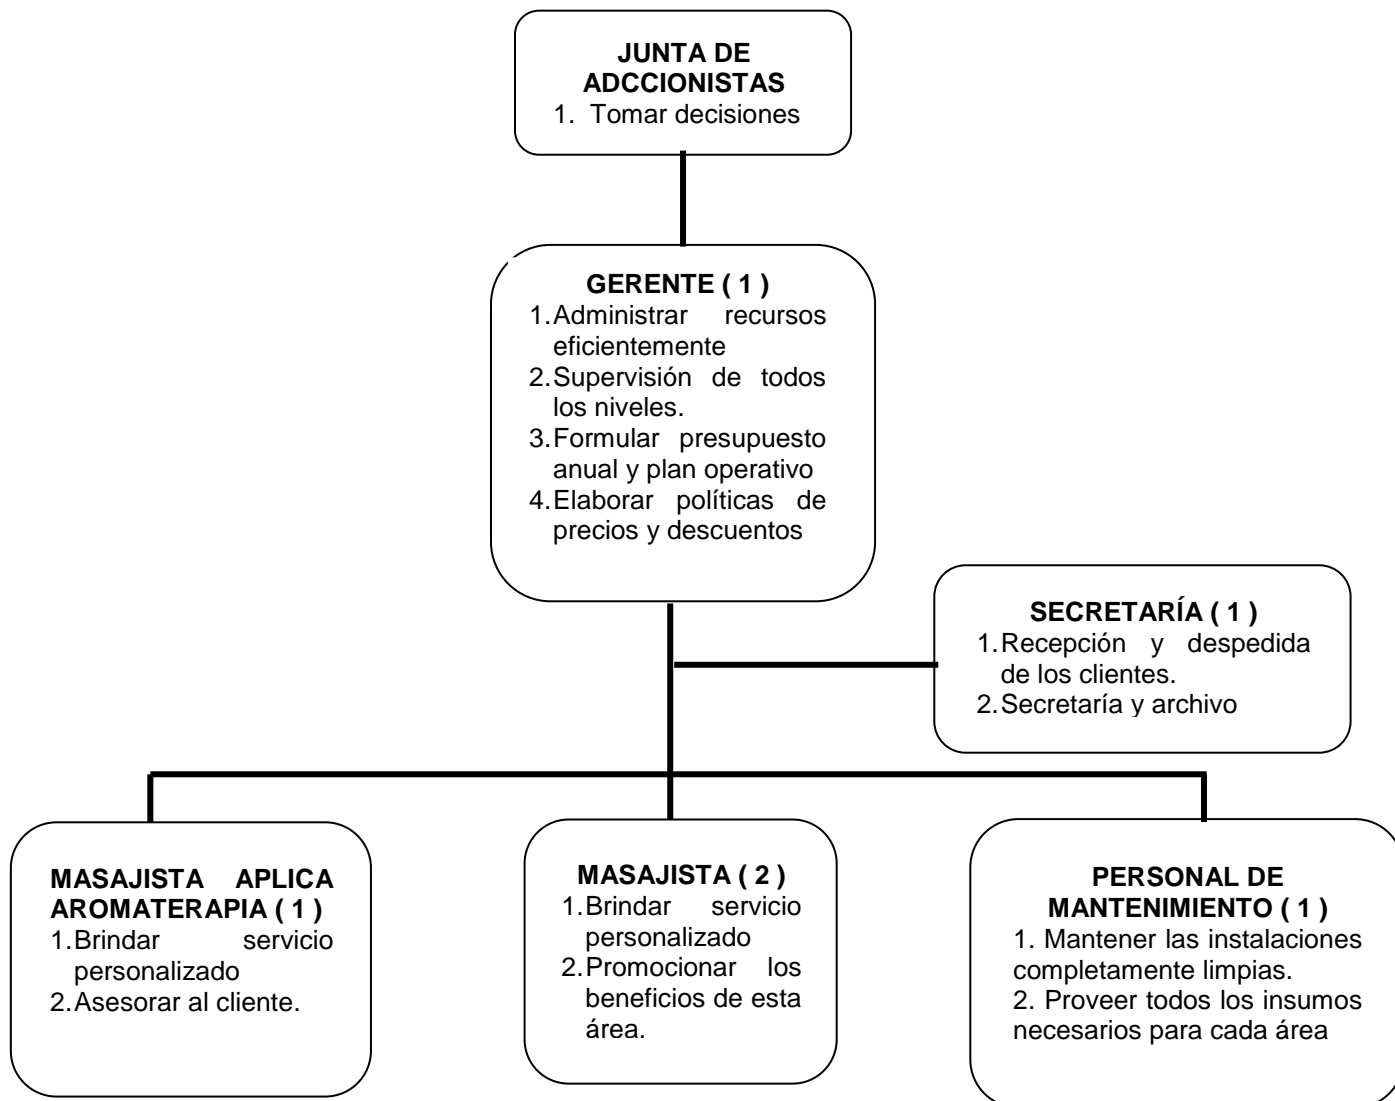 JUNTA DE
ADCCIONISTAS
1. Tomar decisiones
GERENTE ( 1 )
1. Administrar recursos
eficientemente
2. Supervisión de todos
los niveles.
3. Formular presupuesto
anual y plan operativo
4. Elaborar políticas de
precios y descuentos
SECRETARÍA ( 1 )
1. Recepción y despedida
de los clientes.
2. Secretaría y archivo
MASAJISTA APLICA
AROMATERAPIA ( 1 )
1. Brindar servicio
personalizado
2. Asesorar al cliente.
MASAJISTA ( 2 )
1. Brindar servicio
personalizado
2. Promocionar los
beneficios de esta
área.
PERSONAL DE
MANTENIMIENTO ( 1 )
1. Mantener las instalaciones
completamente limpias.
2. Proveer todos los insumos
necesarios para cada área